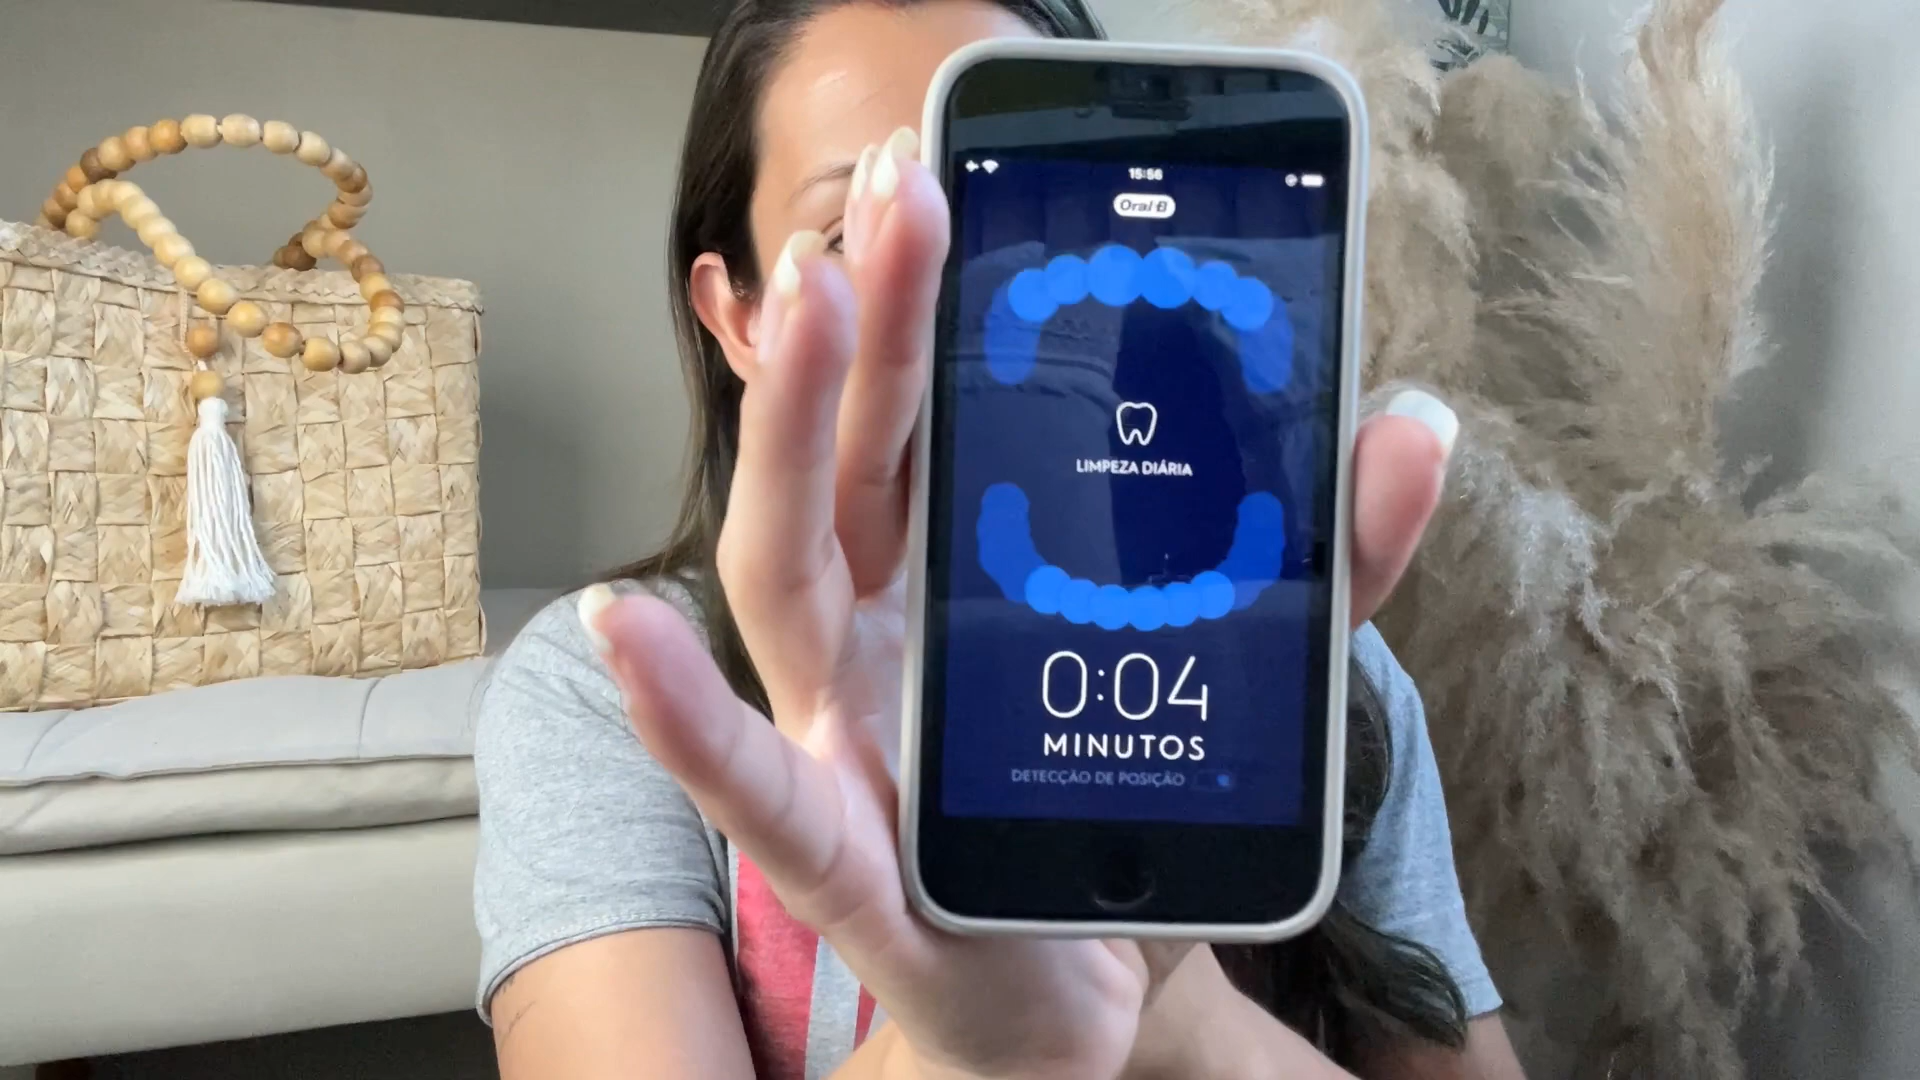 15:56
Oral-B
LIMPEZA DIÁRIA
0:04
MINUTOS
DETECÇÃO DE POSIÇÃO